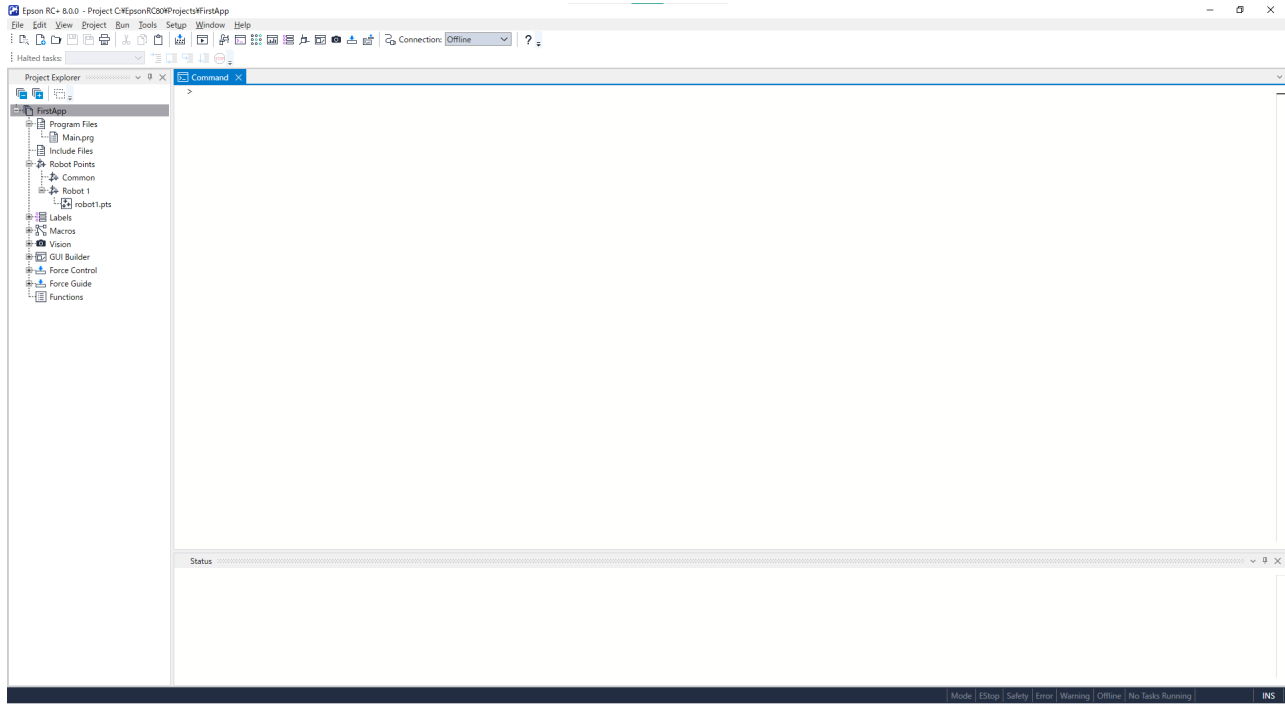 Epson RC+ 8.0.0 - Project C:¥EpsonRC80¥Projects¥FirstApp
File Edit View Project Run Tools Setup Window Help
Connection: Offline ?
Halted tasks:
Project Explorer
Command
>
FirstApp
Program Files
Main.prg
Include Files
Robot Points
Common
Robot 1
robot1.pts
Labels
Macros
Vision
GUI Builder
Force Control
Force Guide
Functions
Status
Mode EStop Safety Error Warning Offline No Tasks Running INS